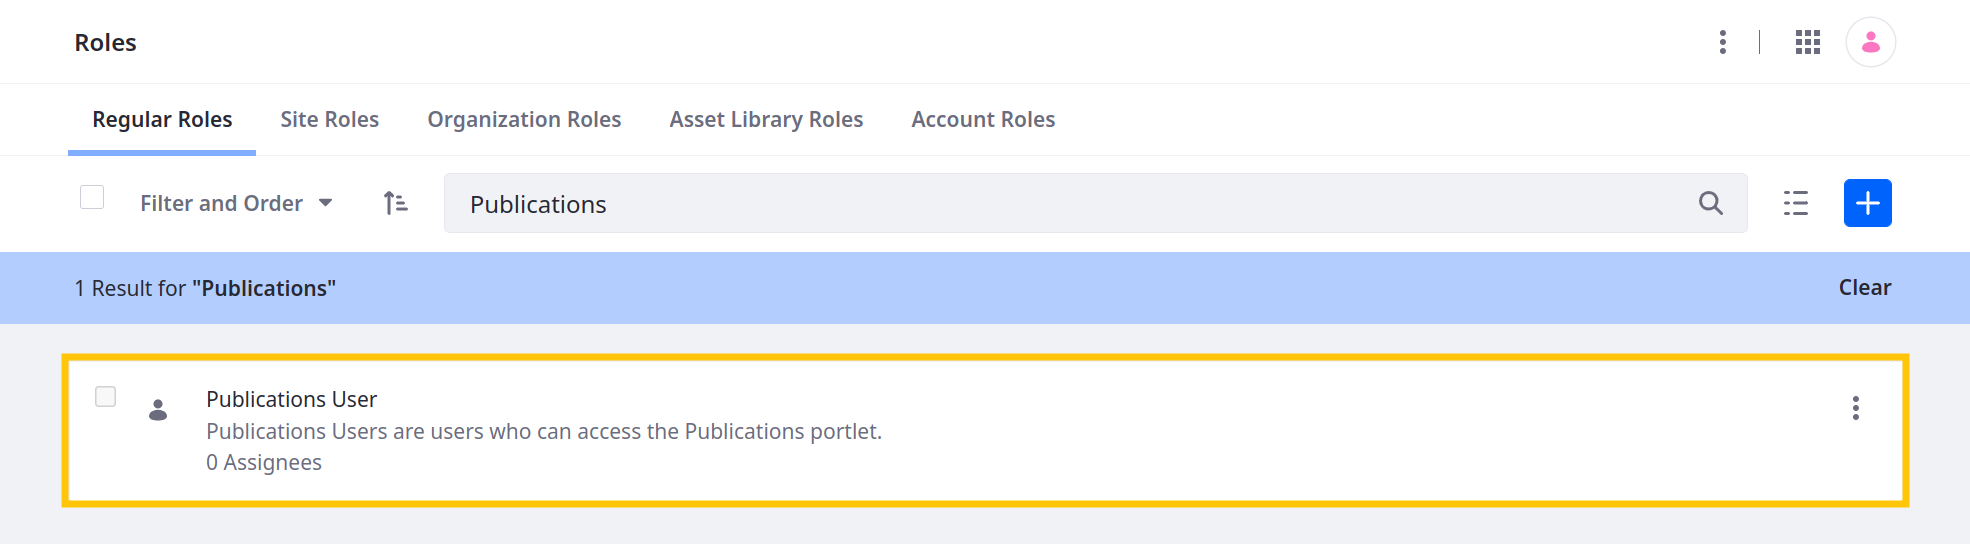 Roles
Regular Roles Site Roles Organization Roles Asset Library Roles Account Roles
Filter and Order Publications
1 Result for "Publications" Clear
Publications User
Publications Users are users who can access the Publications portlet.
0 Assignees